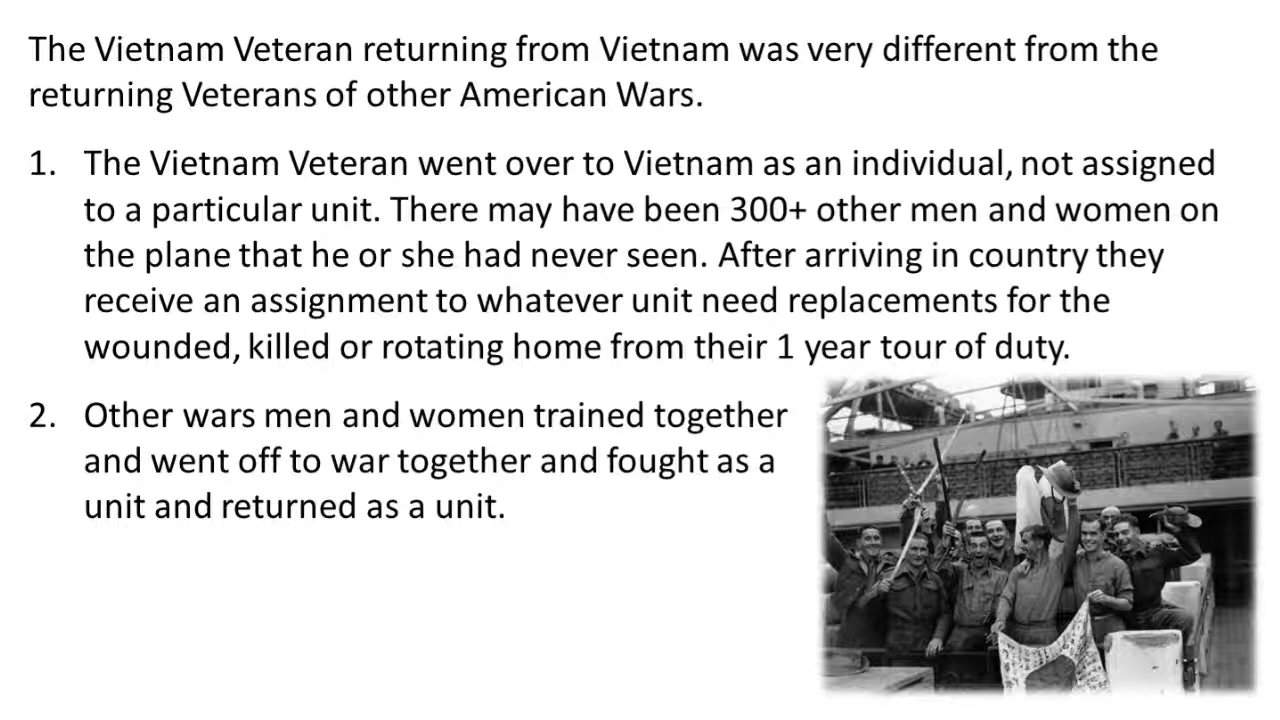 The Vietnam Veteran returning from Vietnam was very different from the
returning Veterans of other American Wars.
1. The Vietnam Veteran went over to Vietnam as an individual, not assigned
to a particular unit. There may have been 300+ other men and women on
the plane that he or she had never seen. After arriving in country they
receive an assignment to whatever unit need replacements for the
wounded, killed or rotating home from their 1 year tour of duty.
2. Other wars men and women trained together
and went off to war together and fought as a
unit and returned as a unit.